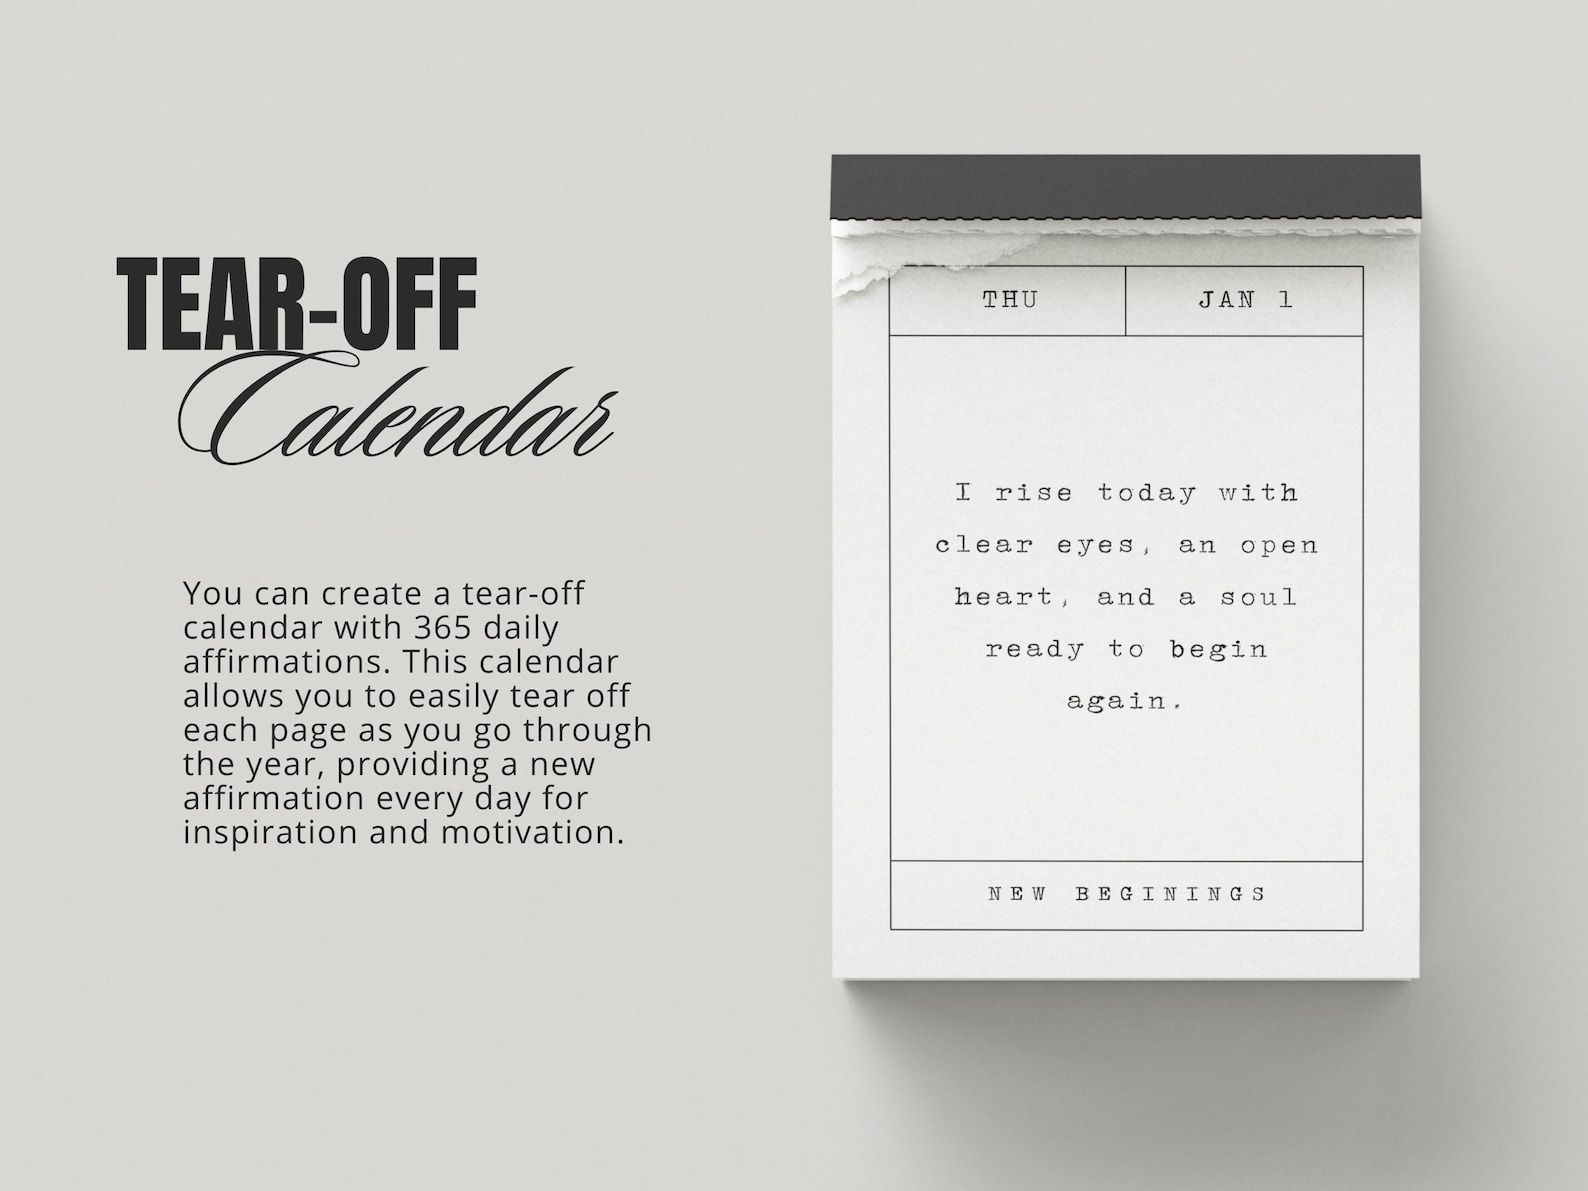 TEAR-OFF
Calendar
You can create a tear-off
calendar with 365 daily
affirmations. This calendar
allows you to easily tear off
each page as you go through
the year, providing a new
affirmation every day for
inspiration and motivation.
THU
JAN 1
I rise today with
clear eyes, an open
heart, and a soul
ready to begin
again.
NEW BEGININGS